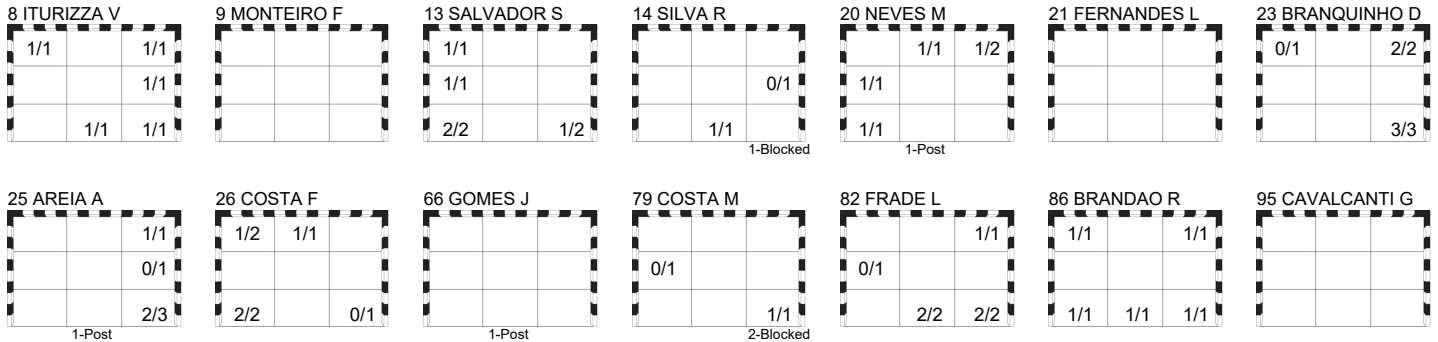 8 ITURIZZA V 9 MONTEIRO F 13 SALVADOR S 14 SILVA R 20 NEVES M 21 FERNANDES L 23 BRANQUINHO D
1/1 1/1 1/1 1/1 1/2 0/1 2/2
1/1 1/1 0/1 1/1
1/1 1/1 2/2 1/2 1/1 1/1 3/3
1-Blocked 1-Post
25 AREIA A 26 COSTA F 66 GOMES J 79 COSTA M 82 FRADE L 86 BRANDAO R 95 CAVALCANTI G
1/1 1/2 1/1 1/1 1/1 1/1
0/1 0/1 0/1
2/3 2/2 0/1 1/1 2/2 2/2 1/1 1/1 1/1
1-Post 1-Post 2-Blocked